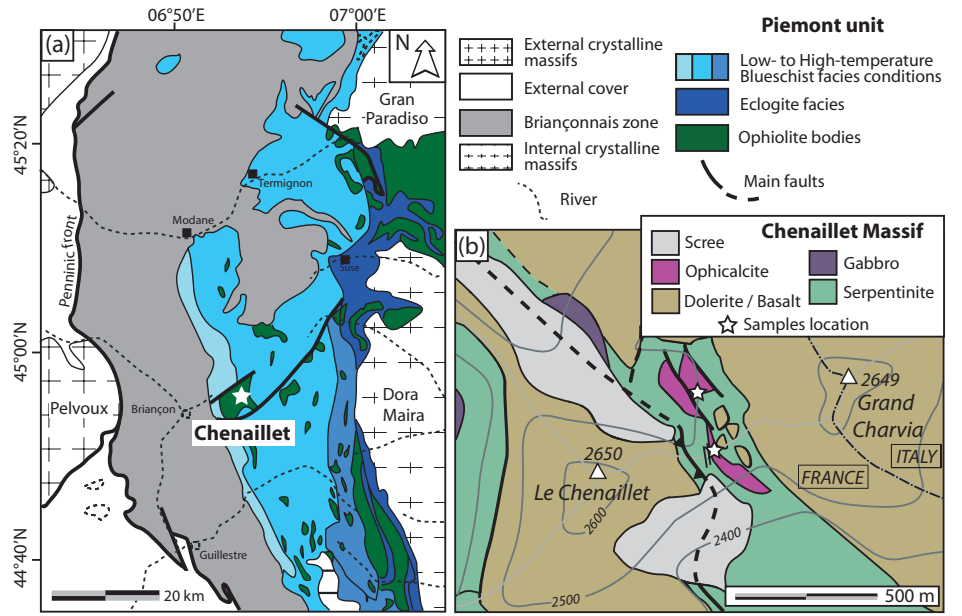 06°50'E
07°00'E
(a)
N
Gran
Paradiso
45°20'N
Termignon
Modane
Penninic front
Suse
45°00'N
Pelvoux
Briançon
Chenaillet
Dora
Maira
Guillestre
44°40'N
20 km
Piemont unit
External crystalline
massifs
External cover
Briançonnais zone
Internal crystalline
massifs
River
Low- to High-temperature
Blueschist facies conditions
Eclogite facies
Ophiolite bodies
Main faults
(b)
Chenaillet Massif
Scree
Ophicalcite
Dolerite / Basalt
Gabbro
Serpentinite
Samples location
2649
Grand
Charvia
ITALY
FRANCE
2650
Le Chenaillet
2600
2400
2500
500 m